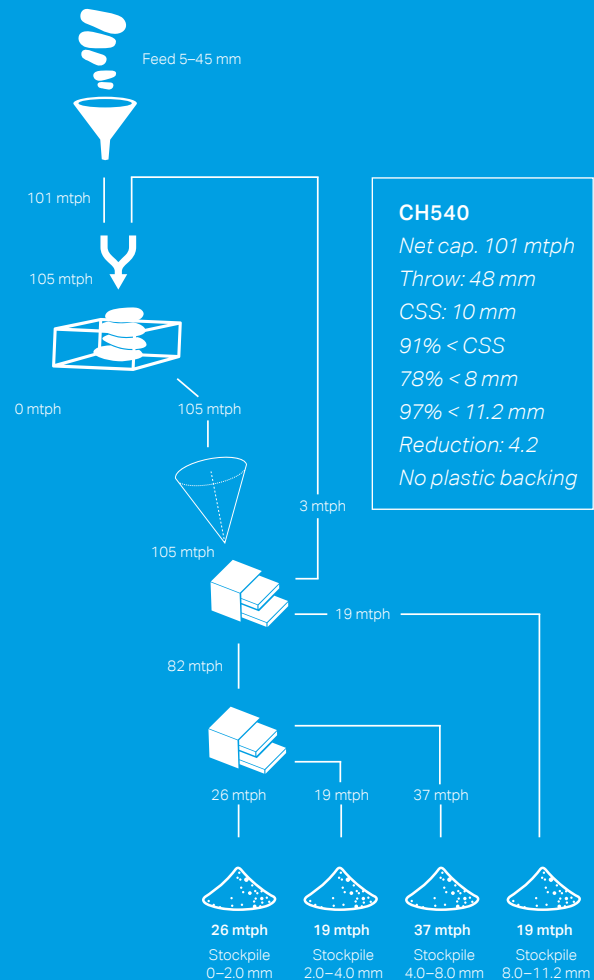 Feed 5–45 mm
101 mtph
105 mtph
0 mtph
105 mtph
105 mtph
3 mtph
19 mtph
82 mtph
26 mtph
19 mtph
37 mtph
26 mtph
Stockpile
0–2.0 mm
19 mtph
Stockpile
2.0–4.0 mm
37 mtph
Stockpile
4.0–8.0 mm
19 mtph
Stockpile
8.0–11.2 mm
CH540
Net cap. 101 mtph
Throw: 48 mm
CSS: 10 mm
91% < CSS
78% < 8 mm
97% < 11.2 mm
Reduction: 4.2
No plastic backing